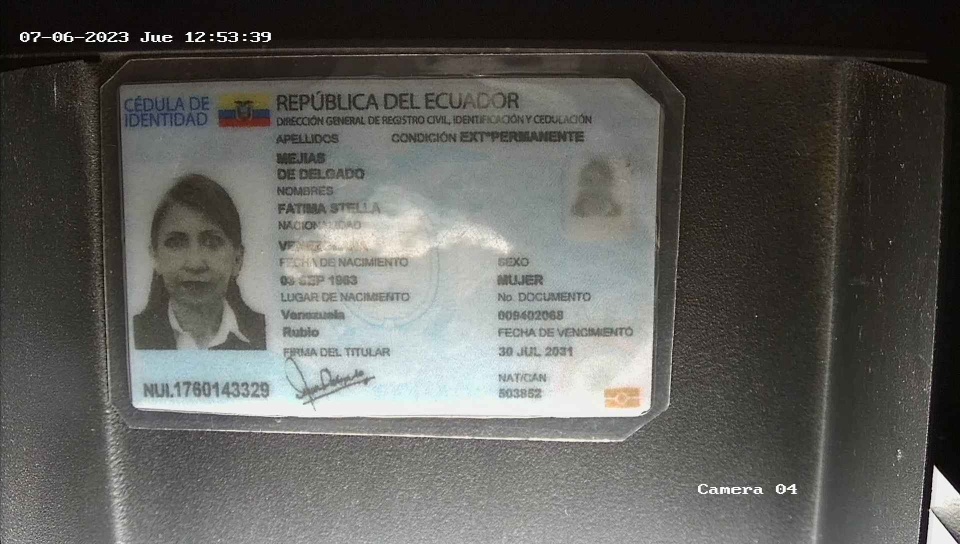 07-06-2023 Jue 12:53:39
CÉDULA DE IDENTIDAD
REPÚBLICA DEL ECUADOR
DIRECCIÓN GENERAL DE REGISTRO CIVIL, IDENTIFICACIÓN Y CEDULACIÓN
APELLIDOS
CONDICIÓN EXT*PERMANENTE
MEJIAS
DE DELGADO
NOMBRES
FATIMA STELLA
NACIONALIDAD
VENEZOLANA
FECHA DE NACIMIENTO
SEXO
03 SEP 1963
MUJER
LUGAR DE NACIMIENTO
No. DOCUMENTO
Venezuela
009402068
Rubio
FECHA DE VENCIMIENTO
FIRMA DEL TITULAR
30 JUL 2031
NAT/CAN
503852
NUI.1760143329
Camera 04